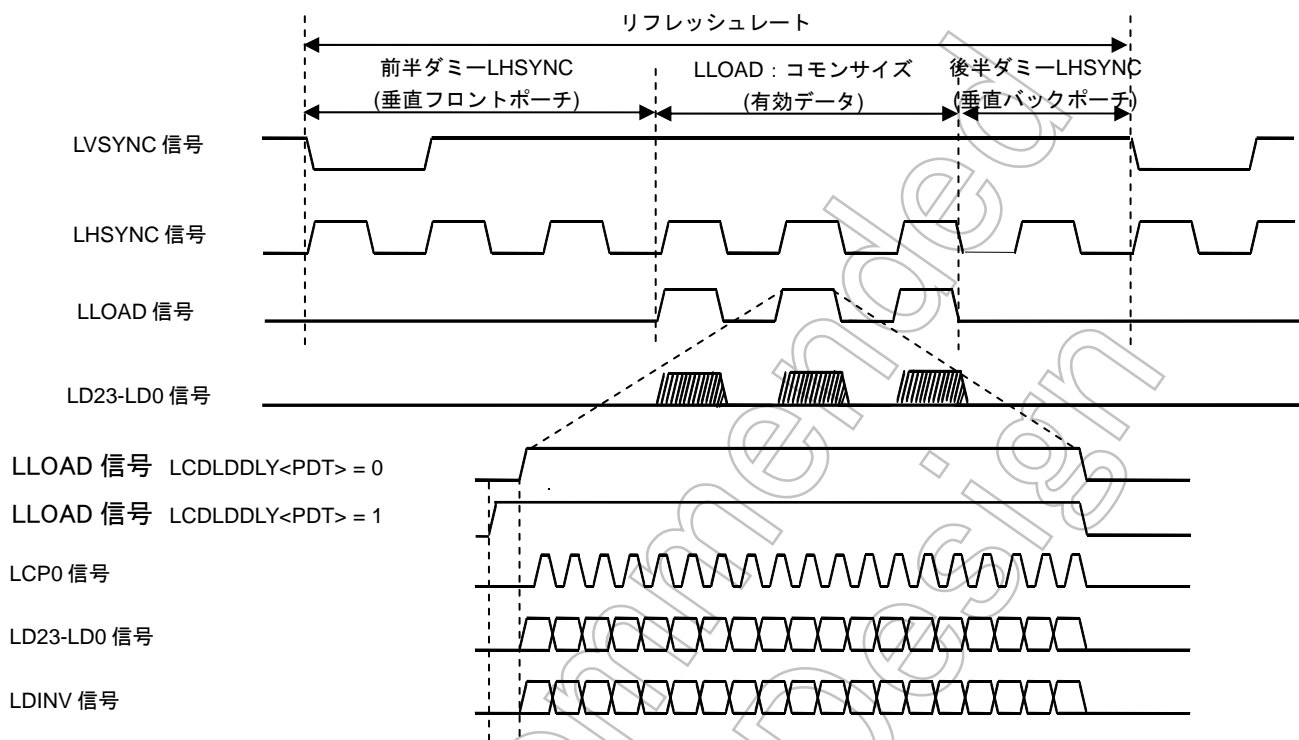 リフレッシュレート
前半ダミーLHSYNC
(垂直フロントポーチ)
LLOAD：コモンサイズ
(有効データ)
後半ダミーLHSYNC
(垂直バックポーチ)
LVSYNC 信号
LHSYNC 信号
LLOAD 信号
LD23-LD0 信号
LLOAD 信号 LCDLDDLY<PDT> = 0
LLOAD 信号 LCDLDDLY<PDT> = 1
LCP0 信号
LD23-LD0 信号
LDINV 信号
ommended
Design